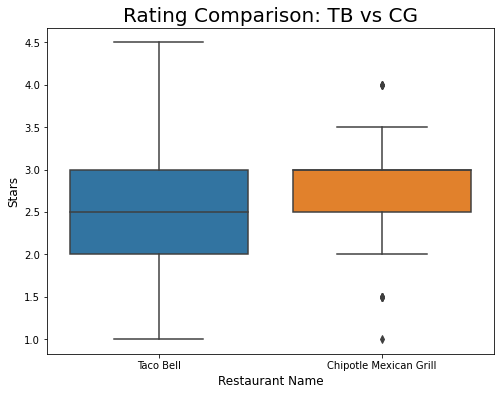 Rating Comparison: TB vs CG
4.5
4.0
3.5
3.0
2.5
2.0
1.5
1.0
Stars
Taco Bell
Chipotle Mexican Grill
Restaurant Name